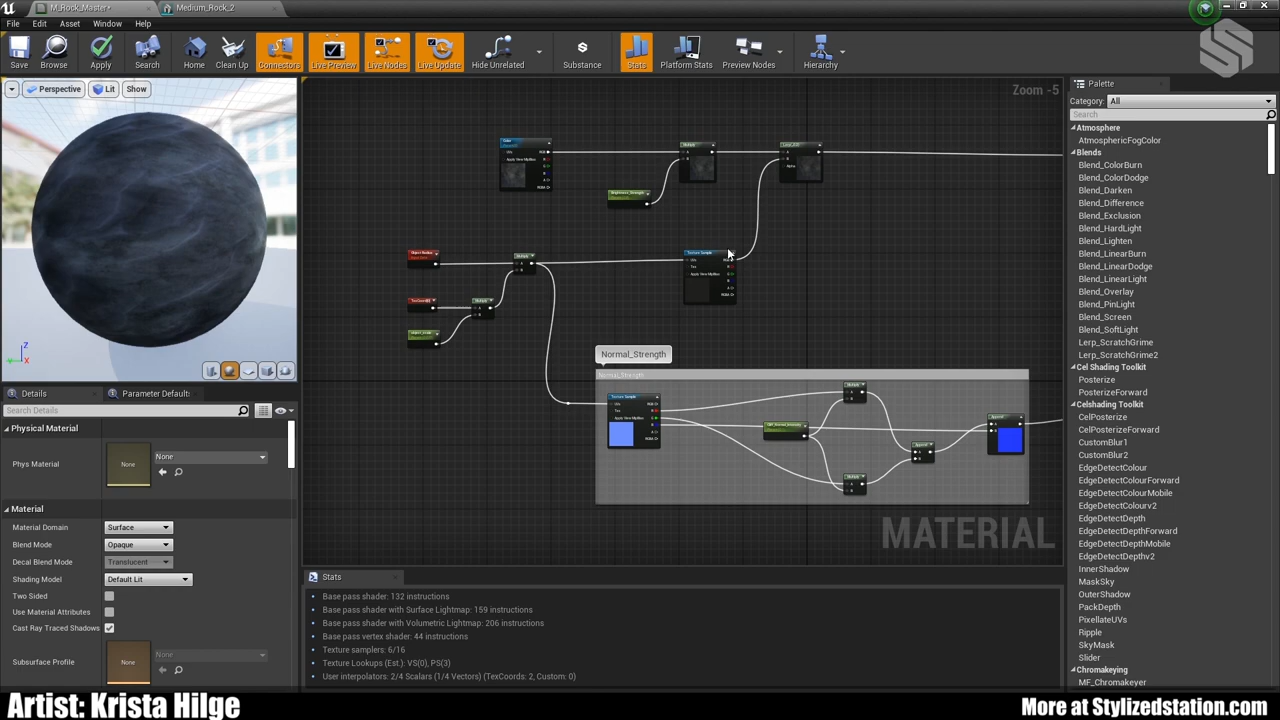 M_Rock_Master*
Medium_Rock_2
File Edit Asset Window Help
Save Browse Apply Search Home Clean Up Connectors Live Preview Live Nodes Live Update Hide Unrelated Substance Stats Platform Stats Preview Nodes Hierarchy
Perspective Lit Show
Zoom -5
Palette
Category: All
Search
Atmosphere
AtmosphericFogColor
Blends
Blend_ColorBurn
Blend_ColorDodge
Blend_Darken
Blend_Difference
Blend_Exclusion
Blend_HardLight
Blend_Lighten
Blend_LinearBurn
Blend_LinearDodge
Blend_LinearLight
Blend_Overlay
Blend_PinLight
Blend_Screen
Blend_SoftLight
Lerp_ScratchGrime
Lerp_ScratchGrime2
Cel Shading Toolkit
Posterize
PosterizeForward
Celshading Toolkit
CelPosterize
CelPosterizeForward
CustomBlur1
CustomBlur2
EdgeDetectColour
EdgeDetectColourForward
EdgeDetectColourMobile
EdgeDetectColourv2
EdgeDetectDepth
EdgeDetectDepthForward
EdgeDetectDepthMobile
EdgeDetectDepthv2
InnerShadow
MaskSky
OuterShadow
PackDepth
PixellateUVs
Ripple
SkyMask
Slider
Chromakeying
MF_Chromakeyer
Texture Sample
Normal_Strength
Normal_Strength
Texture Sample
MATERIAL
Z
Y
X
Details
Parameter Default:
Search Details
Physical Material
Phys Material
None
None
Material
Material Domain Surface
Blend Mode Opaque
Decal Blend Mode Translucent
Shading Model Default Lit
Two Sided
Use Material Attributes
Cast Ray Traced Shadows
Subsurface Profile
None
None
Stats
Base pass shader: 132 instructions
Base pass shader with Surface Lightmap: 159 instructions
Base pass shader with Volumetric Lightmap: 206 instructions
Base pass vertex shader: 44 instructions
Texture samplers: 6/16
Texture Lookups (Est.): VS(0), PS(3)
User interpolators: 2/4 Scalars (1/4 Vectors) (TexCoords: 2, Custom: 0)
Artist: Krista Hilge
More at Stylizedstation.com